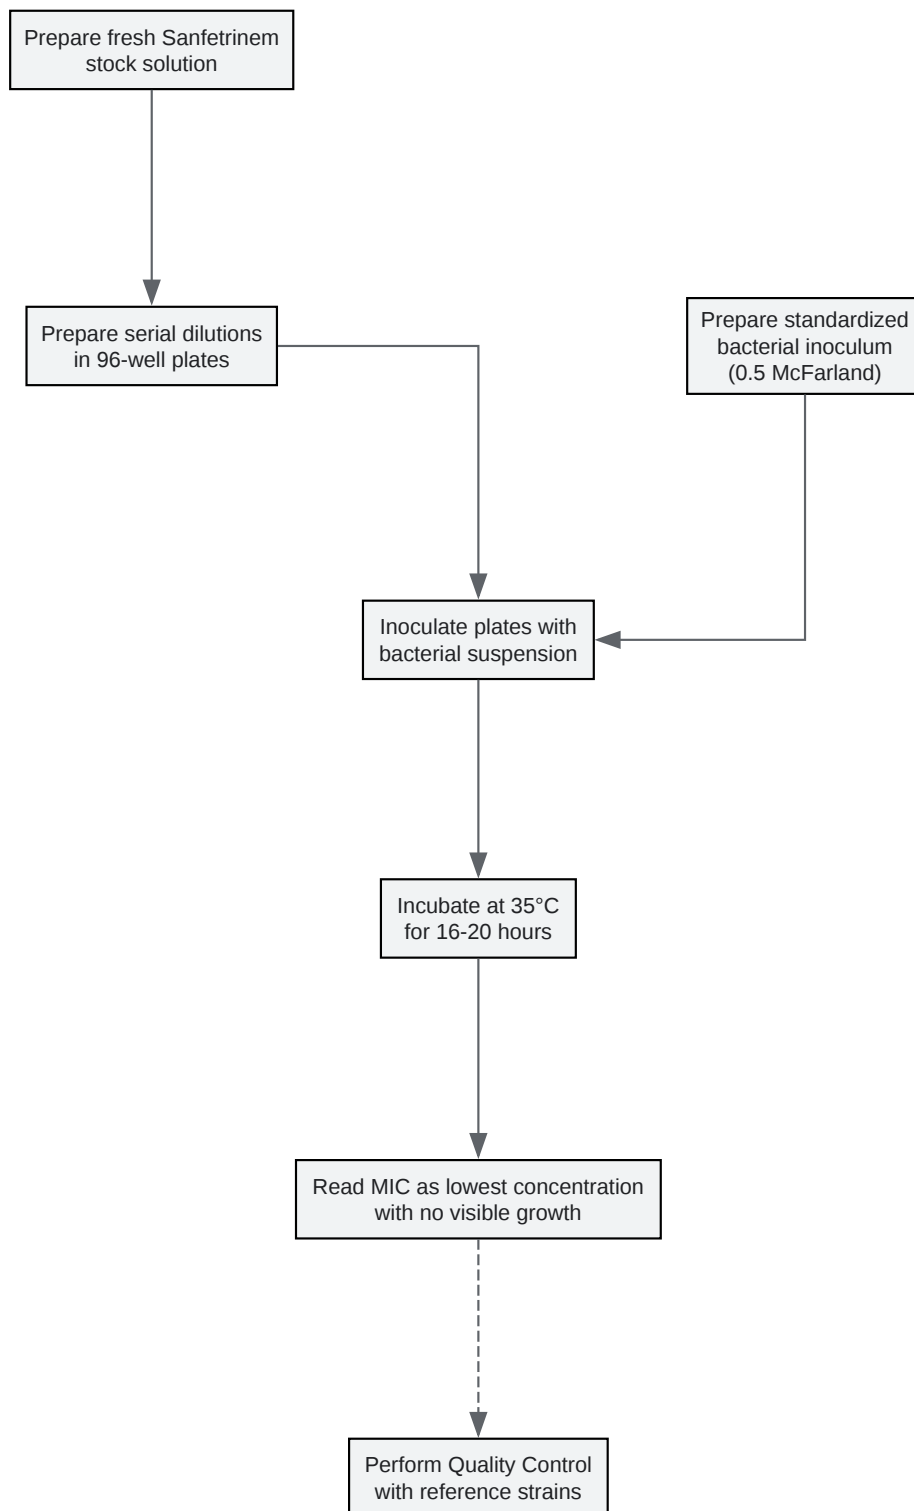 Prepare fresh Sanfetrinem
stock solution
Prepare serial dilutions
in 96-well plates
Prepare standardized
bacterial inoculum
(0.5 McFarland)
Inoculate plates with
bacterial suspension
Incubate at 35°C
for 16-20 hours
Read MIC as lowest concentration
with no visible growth
Perform Quality Control
with reference strains